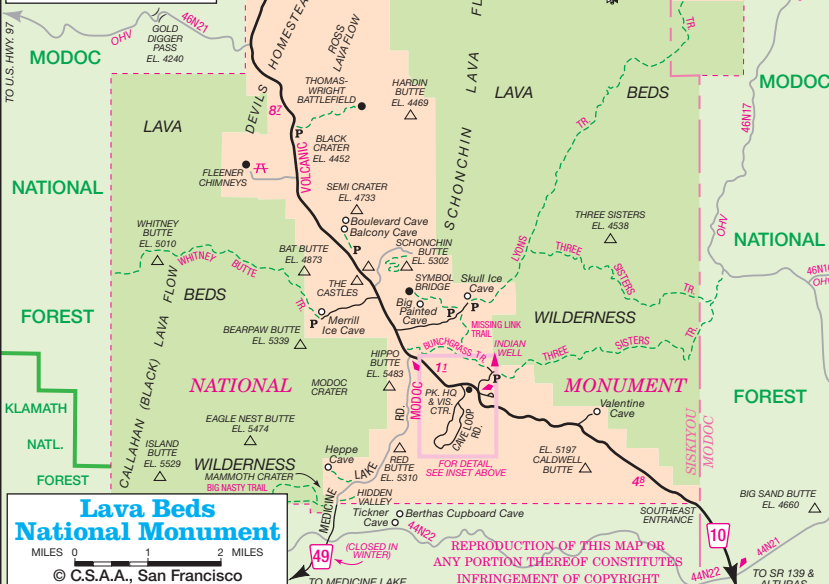 TO U.S. HWY. 97
OHV
46N21
GOLD
DIGGER
PASS
EL. 4240
MODOC
LAVA
DEVILS HOMESTEA
ROSS
LAVA FLOW
THOMAS-
WRIGHT
BATTLEFIELD
HARDIN
BUTTE
EL. 4469
SCHONCHIN LAVA FL
LAVA
BEDS
TR.
TR.
MODOC
46N17
87
P
BLACK
CRATER
EL. 4452
VOLCANIC
FLEENER
CHIMNEYS
NATIONAL
SEMI CRATER
EL. 4733
Boulevard Cave
Balcony Cave
P
WHITNEY
BUTTE
EL. 5010
WHITNEY BUTTE TR.
BAT BUTTE
EL. 4873
SCHONCHIN
BUTTE
EL. 5302
THE
CASTLES
SYMBOL
BRIDGE
Skull Ice
Cave
LYONS
THREE SISTERS
EL. 4538
THREE SISTERS TR.
OHV
NATIONAL
46N10
OHV
BEDS
Big
Painted
Cave
P
P
P
Merrill
Ice Cave
MISSING LINK
TRAIL
WILDERNESS
FOREST
BEARPAW BUTTE
EL. 5339
BUNCHGRASS TR.
INDIAN
WELL
THREE SISTERS TR.
HIPPO
BUTTE
EL. 5483
11
P
NATIONAL
MODOC
CRATER
MODOC
RD.
PK. HQ
& VIS.
CTR.
CAVE LOOP
RD.
MONUMENT
FOREST
KLAMATH
NATL.
FOREST
CALLAHAN (BLACK) LAVA FLOW
EAGLE NEST BUTTE
EL. 5474
Valentine
Cave
SISKIYOU
MODOC
ISLAND
BUTTE
EL. 5529
WILDERNESS
Heppe
Cave
MAMMOTH CRATER
BIG NASTY TRAIL
MEDICINE LAKE
RED
BUTTE
EL. 5310
FOR DETAIL,
SEE INSET ABOVE
EL. 5197
CALDWELL
BUTTE
48
HIDDEN
VALLEY
BIG SAND BUTTE
EL. 4660
Lava Beds
National Monument
MILES 0 1 2 MILES
© C.S.A.A., San Francisco
Tickner
Cave
Berthas Cupboard Cave
44N22
SOUTHEAST
ENTRANCE
10
49
(CLOSED IN
WINTER)
TO MEDICINE LAKE
REPRODUCTION OF THIS MAP OR
ANY PORTION THEREOF CONSTITUTES
INFRINGEMENT OF COPYRIGHT
44N22
44N21
TO SR 139 &
ALTURAS